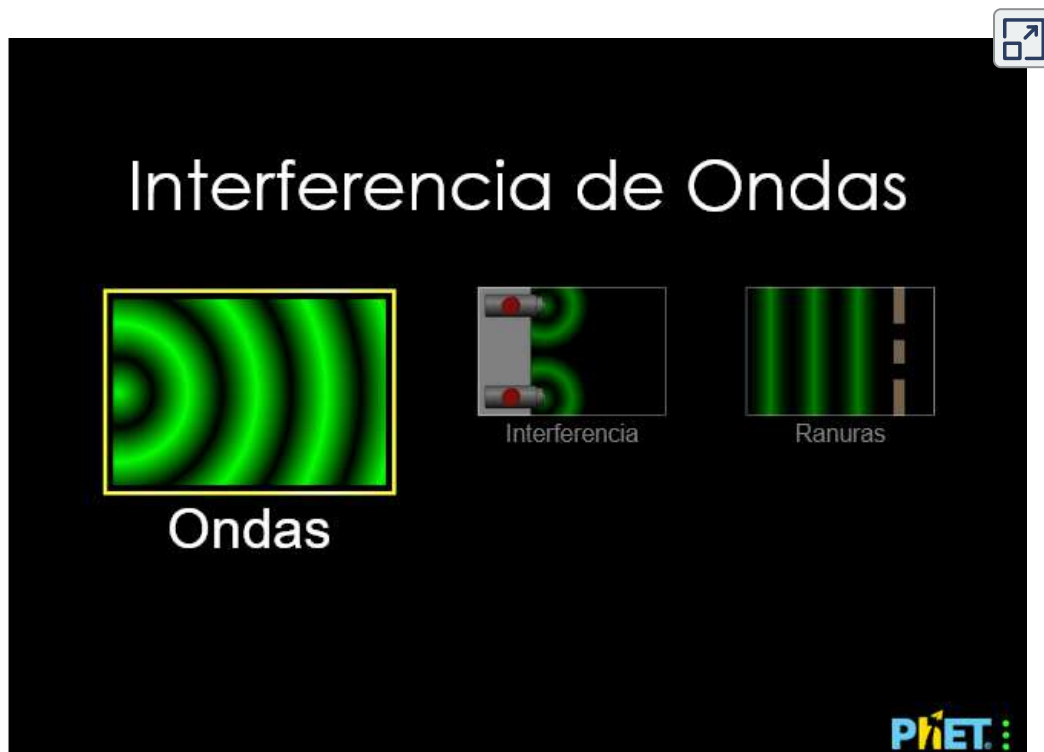 Interferencia de Ondas
Ondas
Interferencia
Ranuras
PhET